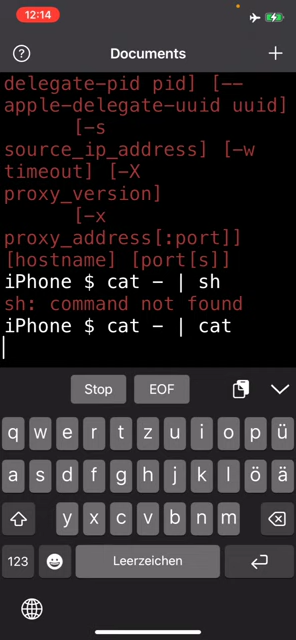 12:14
Documents
delegate-pid pid] [--
apple-delegate-uuid uuid]
[-s
source_ip_address] [-w
timeout] [-X
proxy_version]
[-x
proxy_address[:port]]
[hostname] [port[s]]
iPhone $ cat - | sh
sh: command not found
iPhone $ cat - | cat
Stop EOF
q w e r t z u i o p ü
a s d f g h j k l ö ä
y x c v b n m
123 Leerzeichen